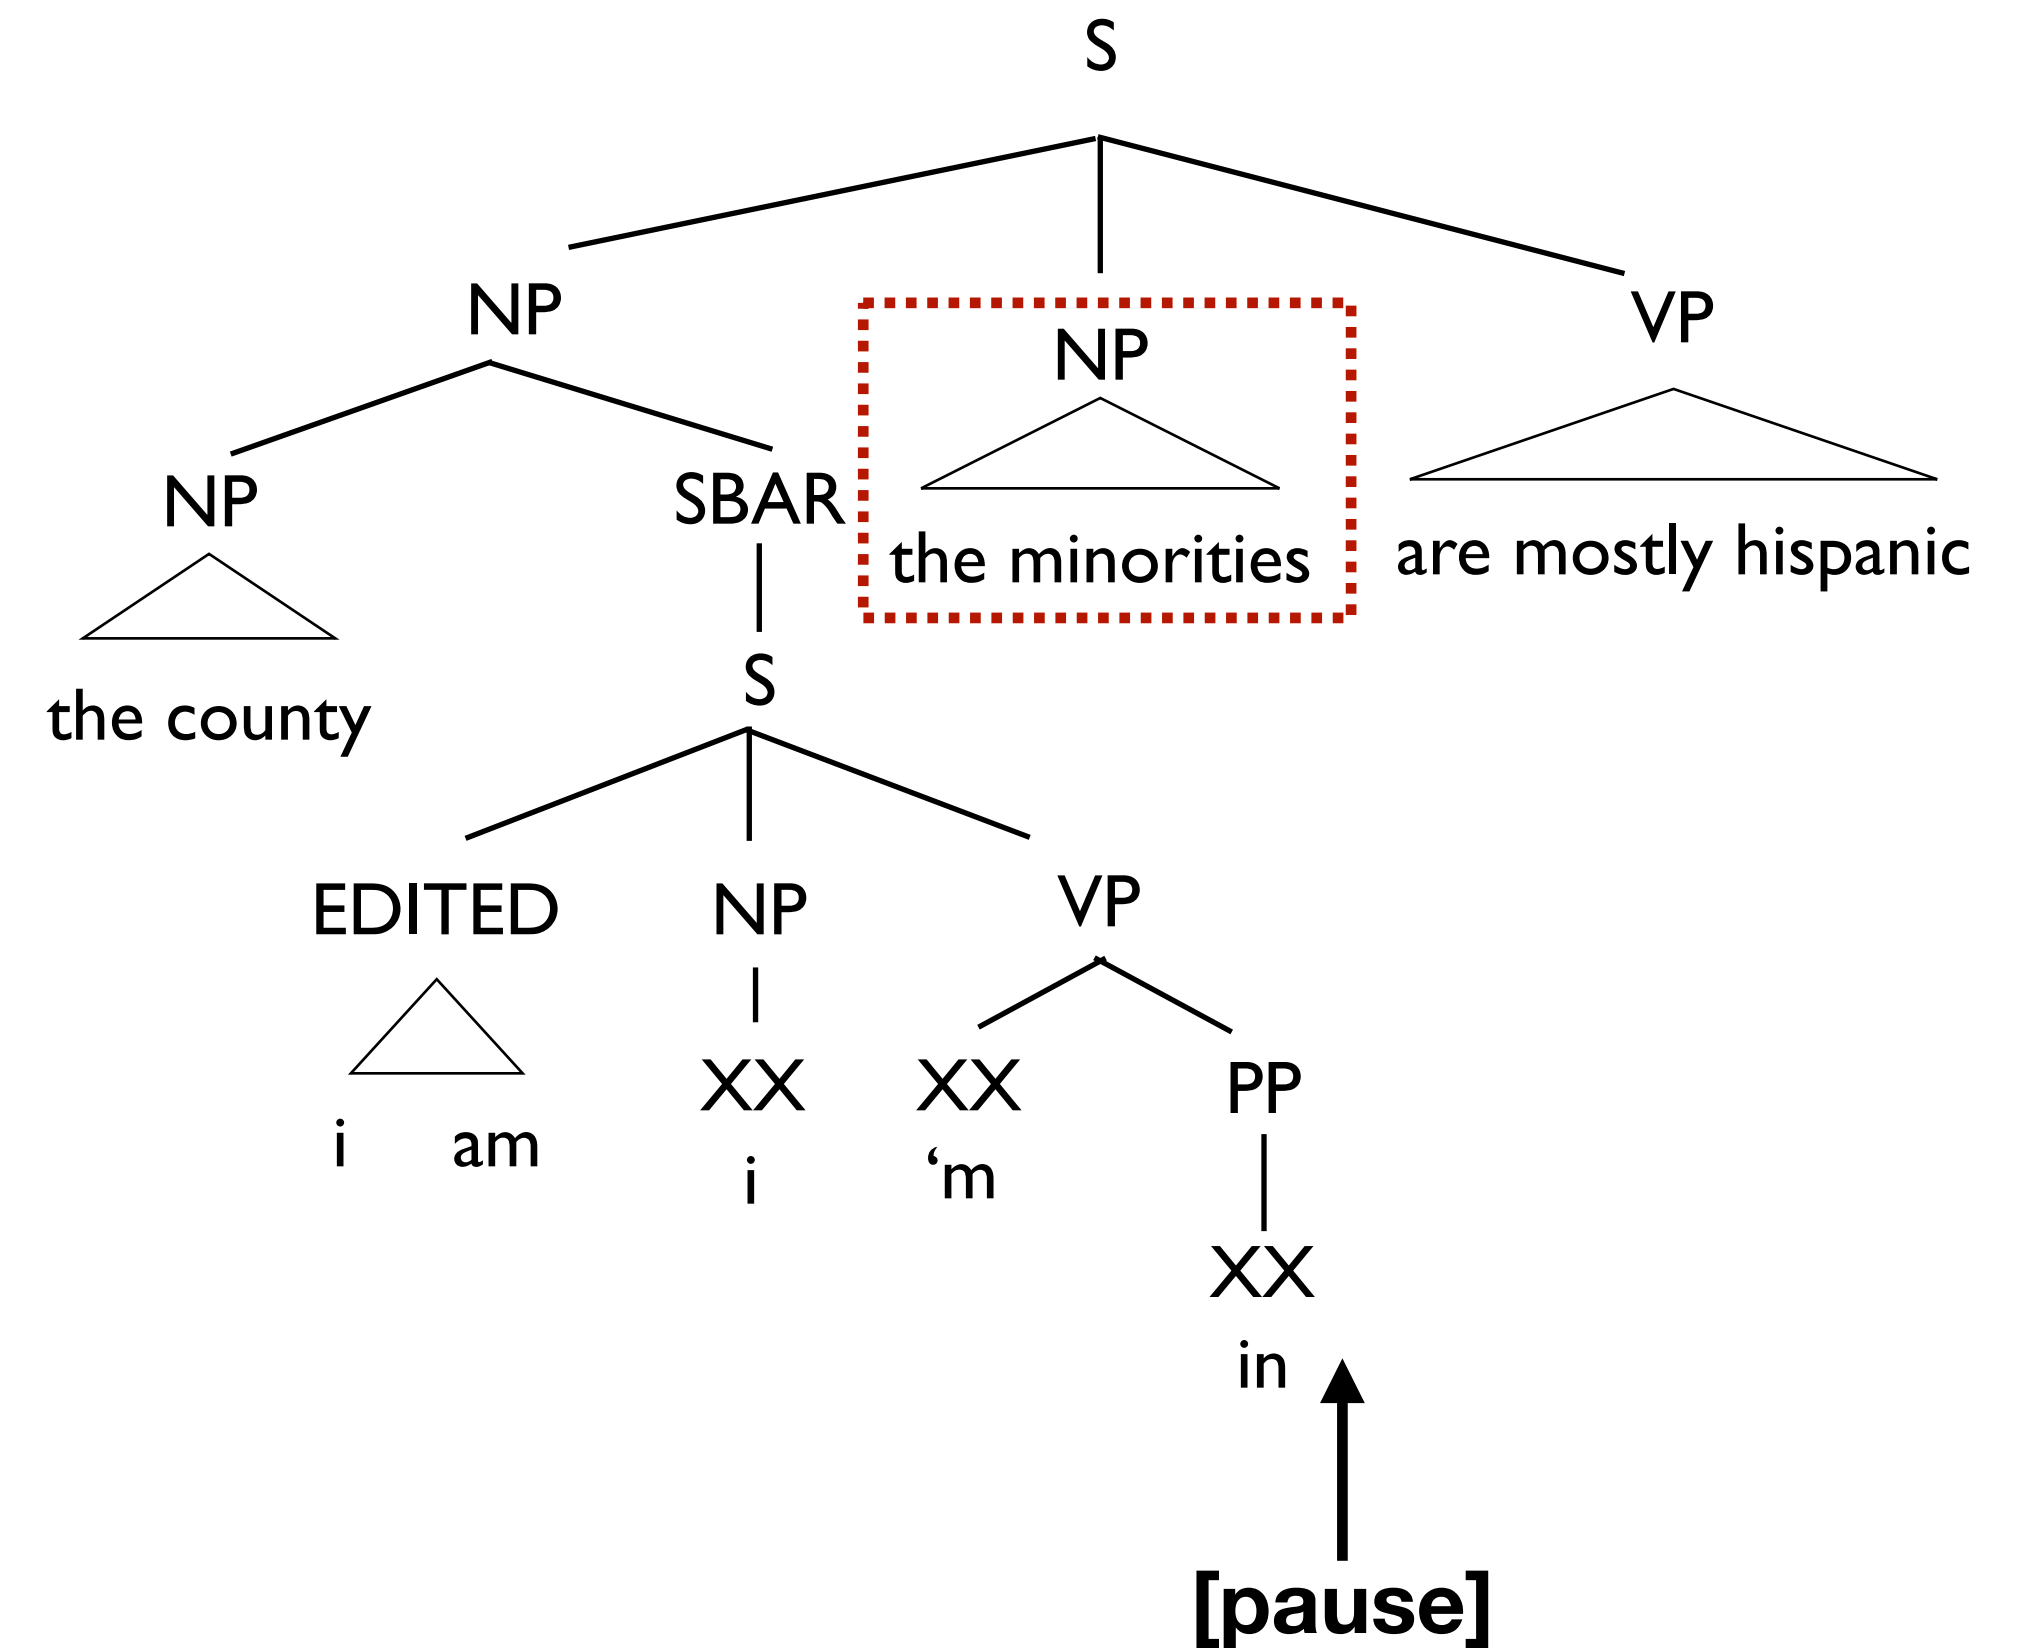 S
NP
NP
VP
NP
SBAR
the minorities
are mostly hispanic
the county
S
EDITED
NP
VP
XX
XX
PP
i am
i
‘m
XX
in
[pause]